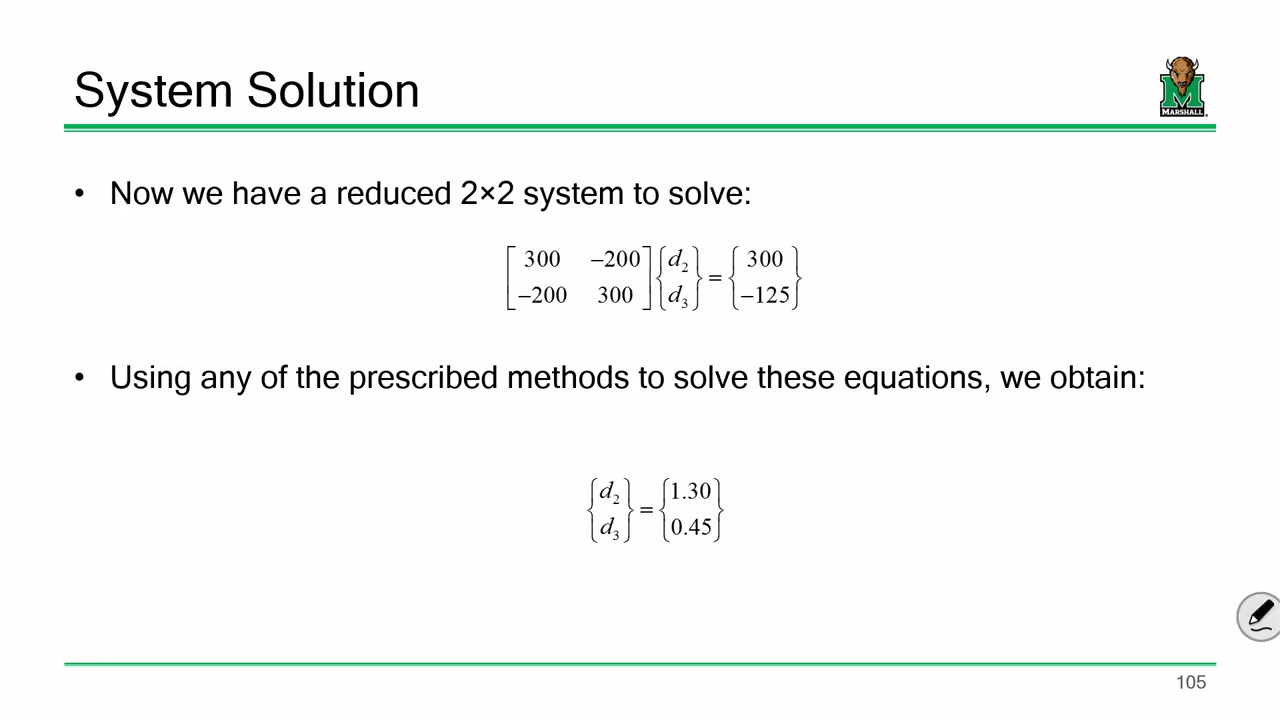 System Solution
MARSHALL
• Now we have a reduced 2×2 system to solve:
[300 –200; –200 300] {d₂; d₃} = {300; –125}
• Using any of the prescribed methods to solve these equations, we obtain:
{d₂; d₃} = {1.30; 0.45}
105